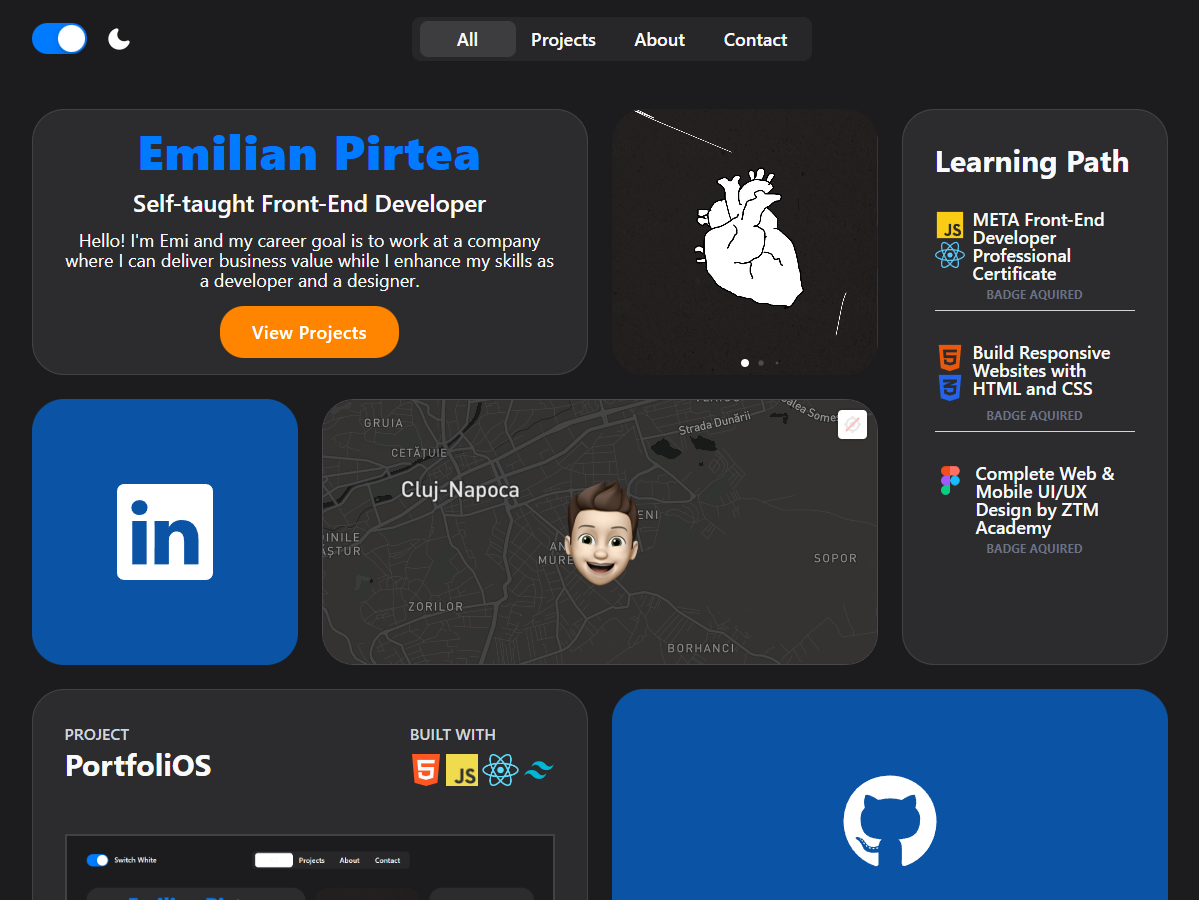 All Projects About Contact
Emilian Pirtea
Self-taught Front-End Developer
Hello! I'm Emi and my career goal is to work at a company
where I can deliver business value while I enhance my skills as
a developer and a designer.
View Projects
Learning Path
JS
META Front-End
Developer
Professional
Certificate
BADGE AQUIRED
5
3
Build Responsive
Websites with
HTML and CSS
BADGE AQUIRED
Complete Web &
Mobile UI/UX
Design by ZTM
Academy
BADGE AQUIRED
in
GRUIA
CETĂȚUIE
Cluj-Napoca
Strada Dunării
SOPOR
ZORILOR
BORHANCI
PROJECT
PortfoliOS
BUILT WITH
5 JS
Switch White
Projects About Contact